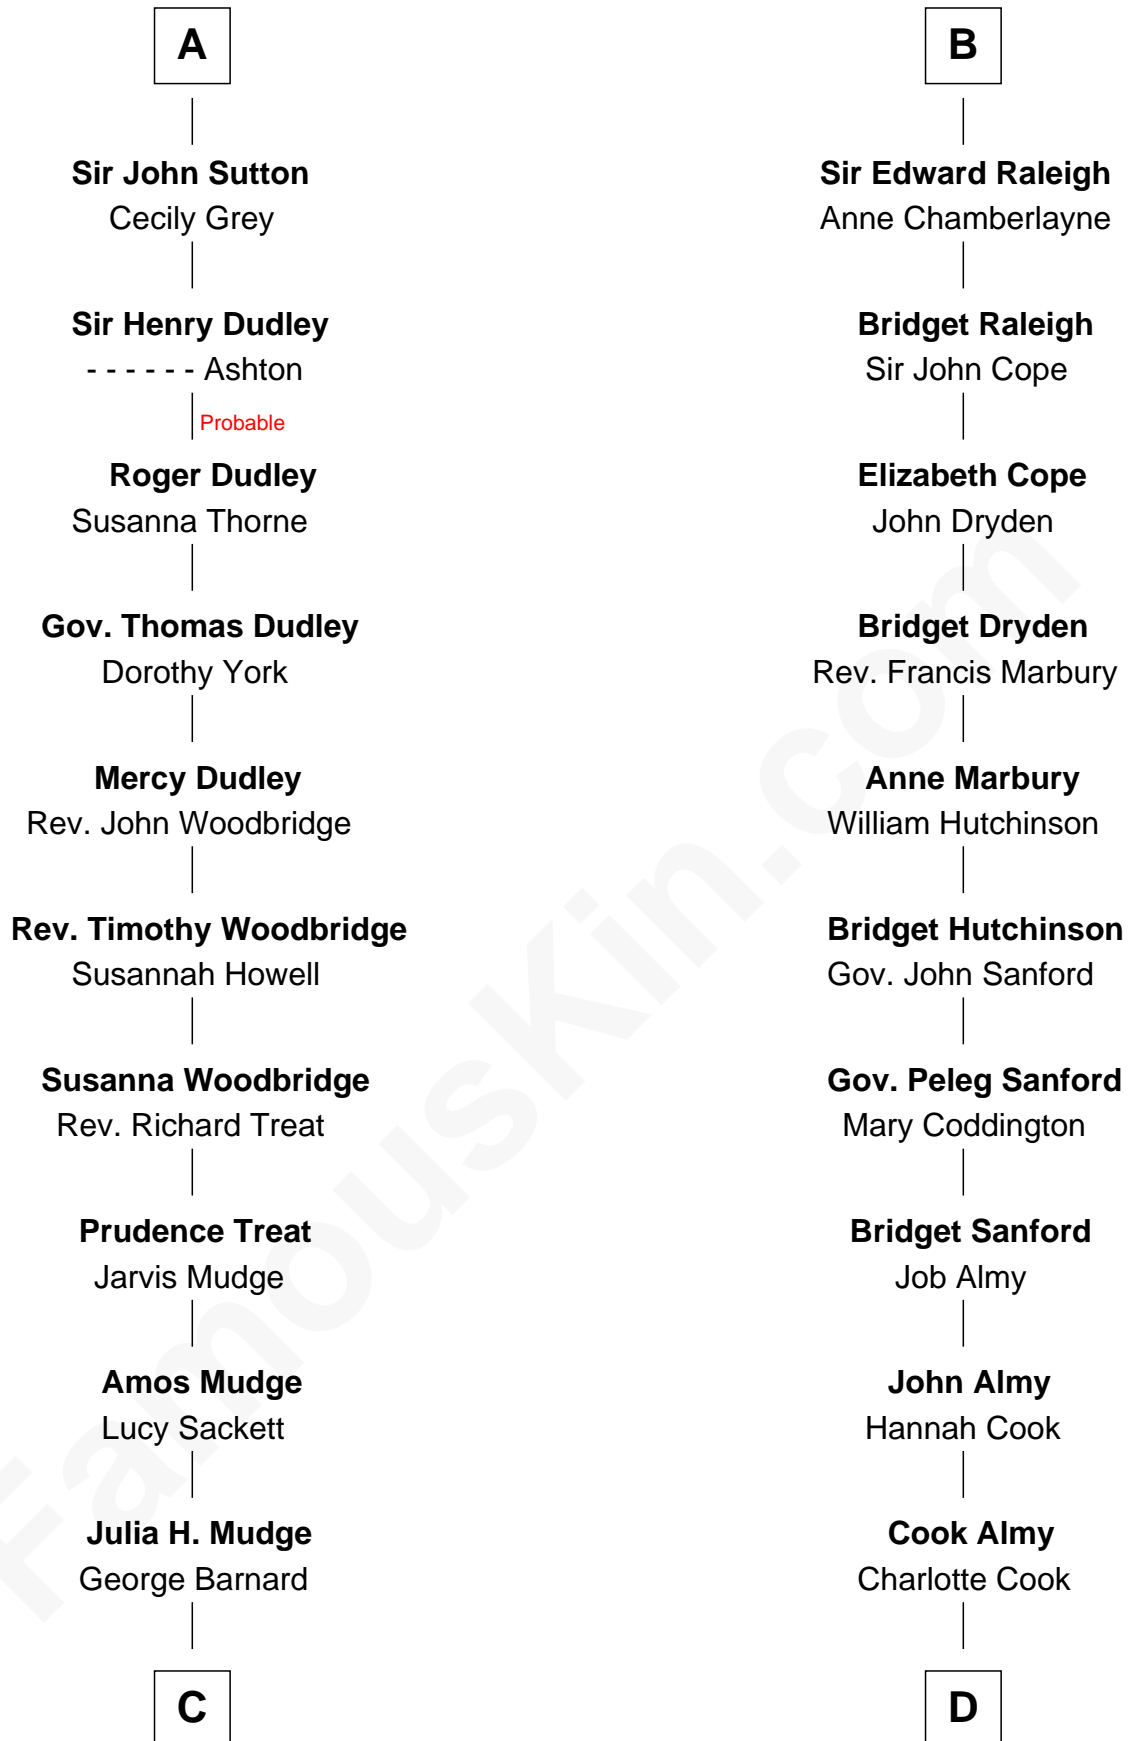 A
Sir John Sutton
Cecily Grey
Sir Henry Dudley
- - - - - - Ashton
Probable
Roger Dudley
Susanna Thorne
Gov. Thomas Dudley
Dorothy York
Mercy Dudley
Rev. John Woodbridge
Rev. Timothy Woodbridge
Susannah Howell
Susanna Woodbridge
Rev. Richard Treat
Prudence Treat
Jarvis Mudge
Amos Mudge
Lucy Sackett
Julia H. Mudge
George Barnard
C
B
Sir Edward Raleigh
Anne Chamberlayne
Bridget Raleigh
Sir John Cope
Elizabeth Cope
John Dryden
Bridget Dryden
Rev. Francis Marbury
Anne Marbury
William Hutchinson
Bridget Hutchinson
Gov. John Sanford
Gov. Peleg Sanford
Mary Coddington
Bridget Sanford
Job Almy
John Almy
Hannah Cook
Cook Almy
Charlotte Cook
D
FamousKin.com